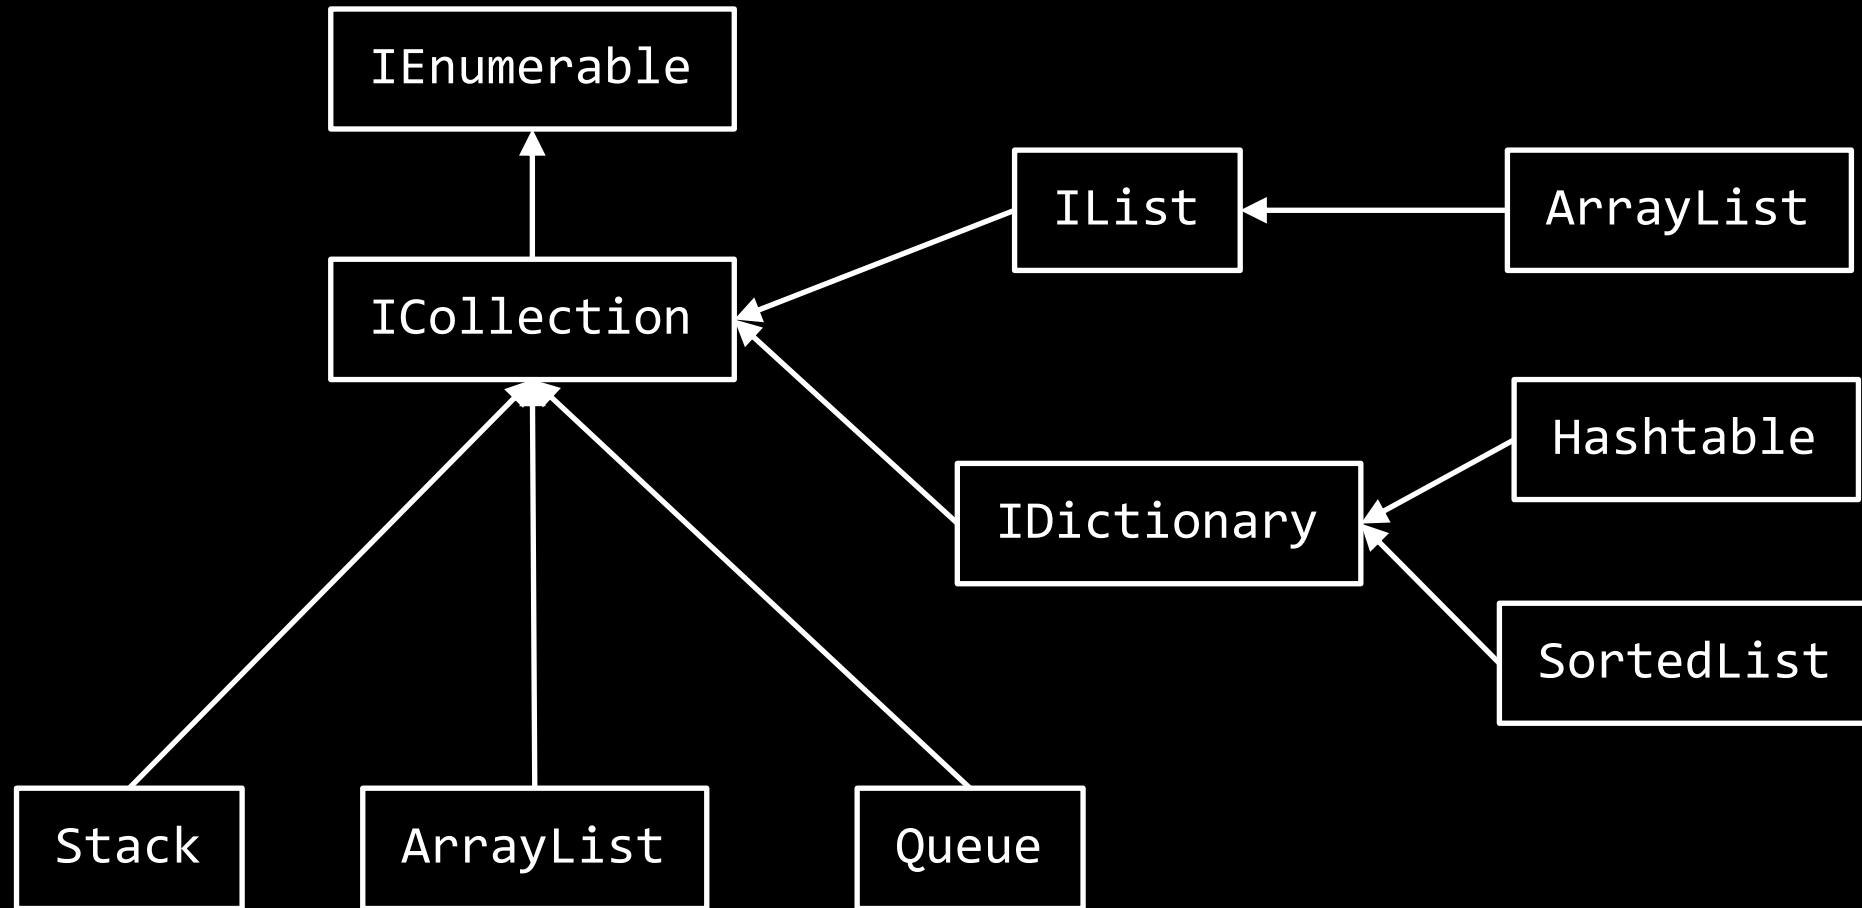 IEnumerable
IList
ArrayList
ICollection
Hashtable
IDictionary
SortedList
Stack
ArrayList
Queue